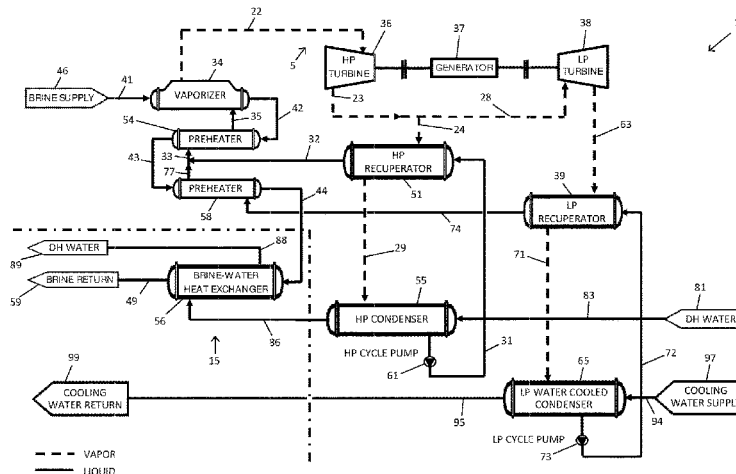 22
36
37
38
34
5
HP
TURBINE
GENERATOR
LP
TURBINE
46
41
BRINE SUPPLY
VAPORIZER
42
54
35
23
28
63
PREHEATER
24
43
33
32
77
HP
RECUPERATOR
51
39
PREHEATER
58
44
74
LP
RECUPERATOR
DH WATER
88
89
29
71
BRINE-WATER
HEAT EXCHANGER
BRINE RETURN
59
49
56
55
83
81
HP CONDENSER
DH WATER
36
15
HP CYCLE PUMP
61
31
72
99
65
97
COOLING
WATER RETURN
LP WATER COOLED
CONDENSER
COOLING
WATER SUPPLY
95
94
LP CYCLE PUMP
73
VAPOR
LIQUID